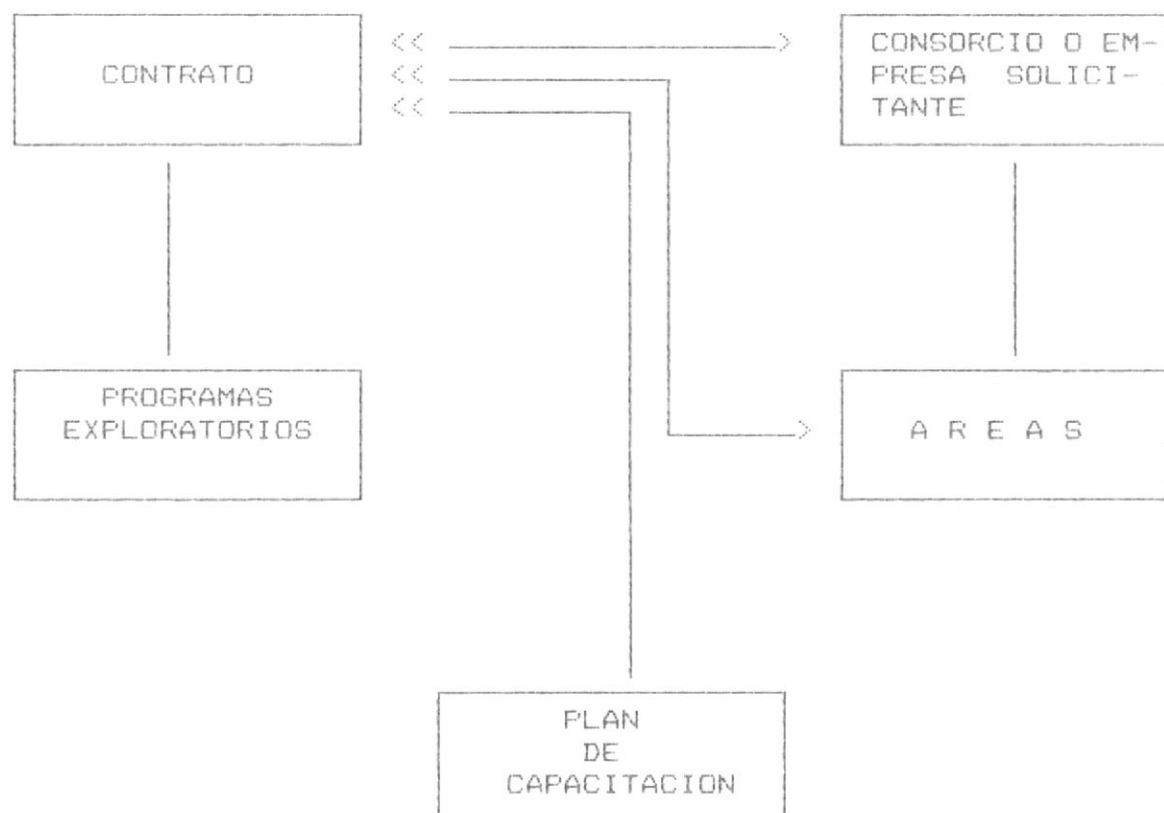 CONTRATO
<<
>
<<
<<
CONSORCIO O EM-
PRESA SOLICI-
TANTE
PROGRAMAS
EXPLORATORIOS
>
A R E A S
PLAN
DE
CAPACITACION